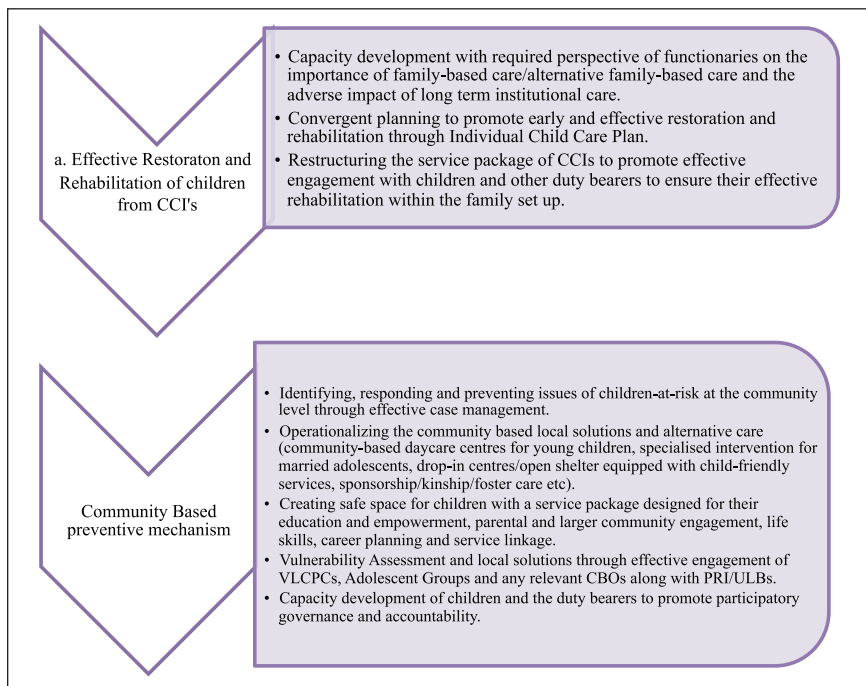 a. Effective Restoraton and
Rehabilitation of children
from CCI's
• Capacity development with required perspective of functionaries on the
importance of family-based care/alternative family-based care and the
adverse impact of long term institutional care.
• Convergent planning to promote early and effective restoration and
rehabilitation through Individual Child Care Plan.
• Restructuring the service package of CCIs to promote effective
engagement with children and other duty bearers to ensure their effective
rehabilitation within the family set up.
Community Based
preventive mechanism
• Identifying, responding and preventing issues of children-at-risk at the community
level through effective case management.
• Operationalizing the community based local solutions and alternative care
(community-based daycare centres for young children, specialised intervention for
married adolescents, drop-in centres/open shelter equipped with child-friendly
services, sponsorship/kinship/foster care etc).
• Creating safe space for children with a service package designed for their
education and empowerment, parental and larger community engagement, life
skills, career planning and service linkage.
• Vulnerability Assessment and local solutions through effective engagement of
VLCPCs, Adolescent Groups and any relevant CBOs along with PRI/ULBs.
• Capacity development of children and the duty bearers to promote participatory
governance and accountability.